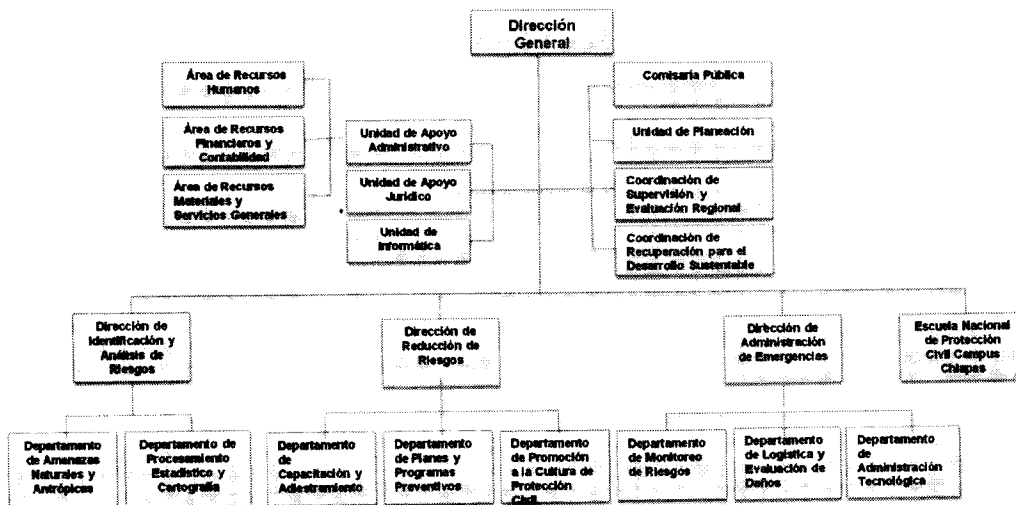 Dirección
General
Área de Recursos
Humanos
Área de Recursos
Financieros y
Contabilidad
Área de Recursos
Materiales y
Servicios Generales
Unidad de Apoyo
Administrativo
Unidad de Apoyo
Jurídico
Unidad de
Informática
Comisaría Pública
Unidad de Planeación
Coordinación de
Supervisión y
Evaluación Regional
Coordinación de
Recuperación para el
Desarrollo Sustentable
Dirección de
Identificación y
Análisis de
Riesgos
Dirección de
Reducción de
Riesgos
Dirección de
Administración
de Emergencias
Escuela Nacional
de Protección
Civil Campus
Chiapas
Departamento
de Amenazas
Naturales y
Antrópicas
Departamento de
Procesamiento
Estadístico y
Cartografía
Departamento
de
Capacitación y
Adiestramiento
Departamento
de Planes y
Programas
Preventivos
Departamento
de Promoción
a la Cultura de
Protección
Civil
Departamento
de Monitoreo
de Riesgos
Departamento
de Logística y
Evaluación de
Daños
Departamento
de
Administración
Tecnológica